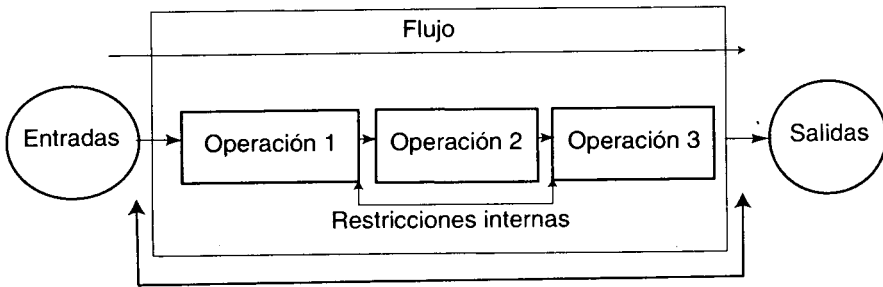 Flujo
Entradas
Operación 1
Operación 2
Operación 3
Salidas
Restricciones internas